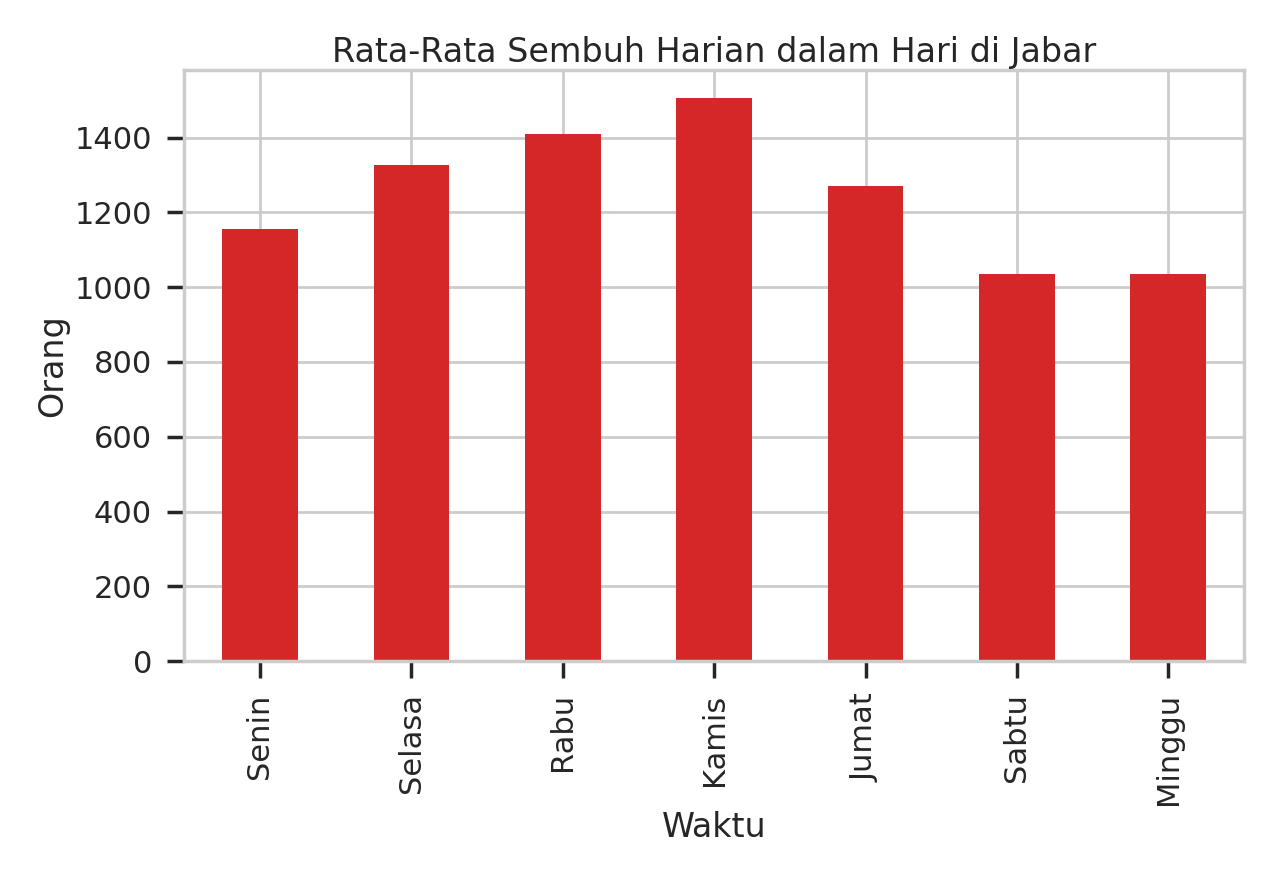 Rata-Rata Sembuh Harian dalam Hari di Jabar
Orang
1400
1200
1000
800
600
400
200
0
Senin
Selasa
Rabu
Kamis
Jumat
Sabtu
Minggu
Waktu